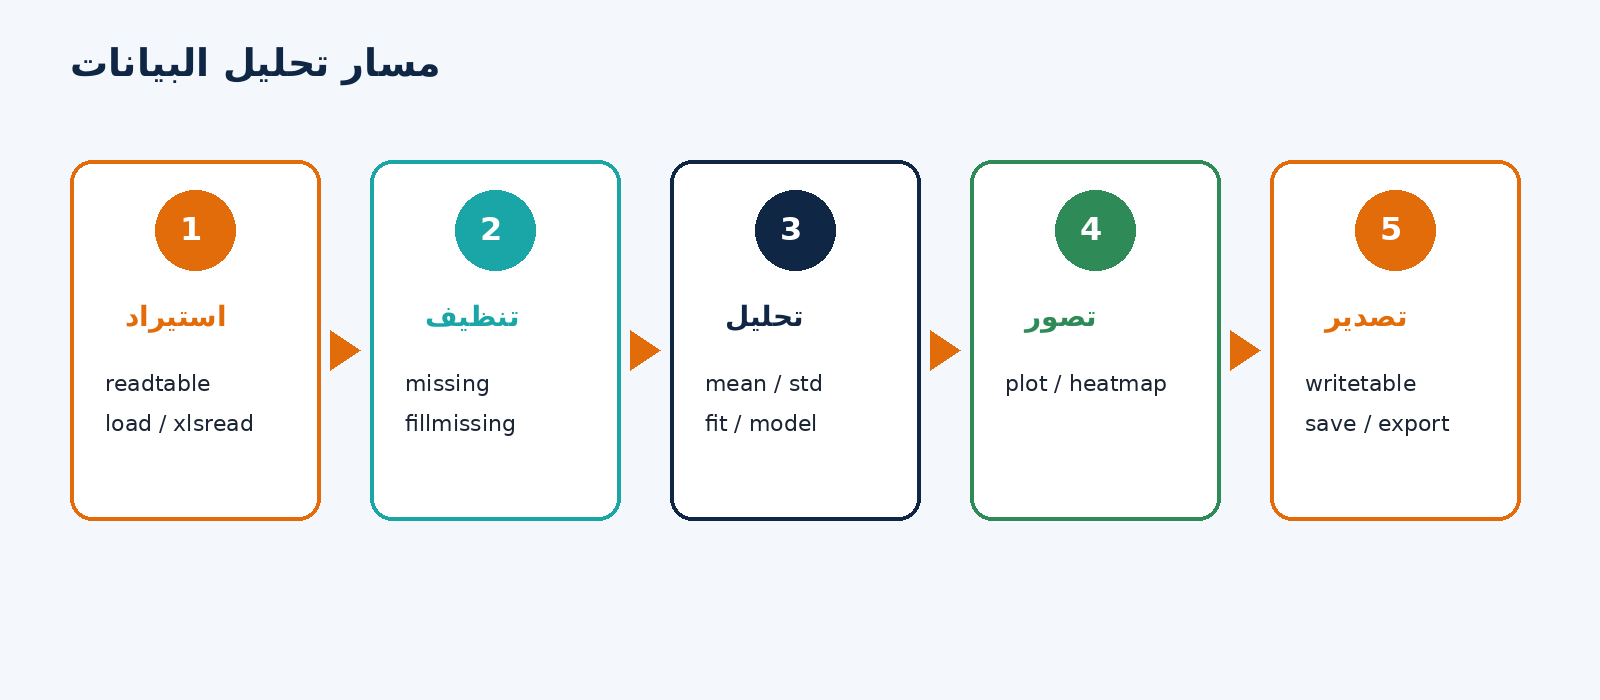 مسار تحليل البيانات
1
استيراد
readtable
load / xlsread
2
تنظيف
missing
fillmissing
3
تحليل
mean / std
fit / model
4
تصور
plot / heatmap
5
تصدير
writetable
save / export